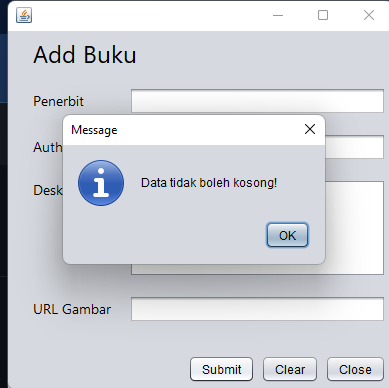 Add Buku
Penerbit
Message
Auth
Data tidak boleh kosong!
Desk
OK
URL Gambar
Submit Clear Close